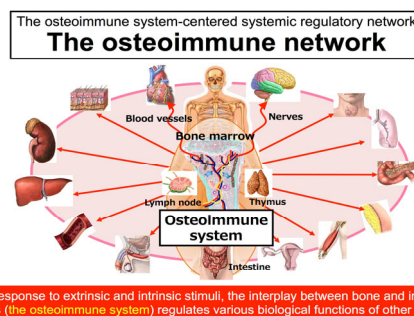 The osteoimmune system-centered systemic regulatory network
The osteoimmune network
Blood vessels
Nerves
Bone marrow
Lymph node
Thymus
Osteoimmune
system
Intestine
esponse to extrinsic and intrinsic stimuli, the interplay between bone and
(the osteoimmune system) regulates various biological functions of other